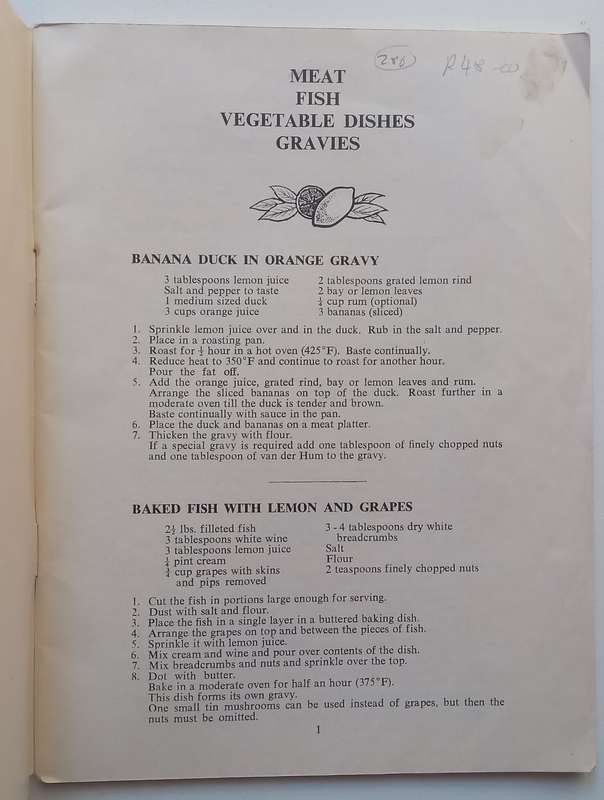 280
R48-00
MEAT
FISH
VEGETABLE DISHES
GRAVIES
BANANA DUCK IN ORANGE GRAVY
3 tablespoons lemon juice
Salt and pepper to taste
1 medium sized duck
3 cups orange juice
2 tablespoons grated lemon rind
2 bay or lemon leaves
¼ cup rum (optional)
3 bananas (sliced)
1. Sprinkle lemon juice over and in the duck. Rub in the salt and pepper.
2. Place in a roasting pan.
3. Roast for ½ hour in a hot oven (425°F). Baste continually.
4. Reduce heat to 350°F and continue to roast for another hour.
Pour the fat off.
5. Add the orange juice, grated rind, bay or lemon leaves and rum.
Arrange the sliced bananas on top of the duck. Roast further in a
moderate oven till the duck is tender and brown.
Baste continually with sauce in the pan.
6. Place the duck and bananas on a meat platter.
7. Thicken the gravy with flour.
If a special gravy is required add one tablespoon of finely chopped nuts
and one tablespoon of van der Hum to the gravy.
BAKED FISH WITH LEMON AND GRAPES
2½ lbs. filleted fish
3 tablespoons white wine
3 tablespoons lemon juice
pint cream
cup grapes with skins
and pips removed
3 - 4 tablespoons dry white
breadcrumbs
Salt
Flour
2 teaspoons finely chopped nuts
1. Cut the fish in portions large enough for serving.
2. Dust with salt and flour.
3. Place the fish in a single layer in a buttered baking dish.
4. Arrange the grapes on top and between the pieces of fish.
5. Sprinkle it with lemon juice.
6. Mix cream and wine and pour over contents of the dish.
7. Mix breadcrumbs and nuts and sprinkle over the top.
8. Dot with butter.
Bake in a moderate oven for half an hour (375°F).
This dish forms its own gravy.
One small tin mushrooms can be used instead of grapes, but then the
nuts must be omitted.
1